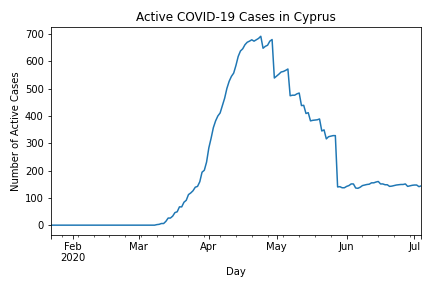 Active COVID-19 Cases in Cyprus
Number of Active Cases
700
600
500
400
300
200
100
0
Feb
2020
Mar
Apr
May
Jun
Jul
Day